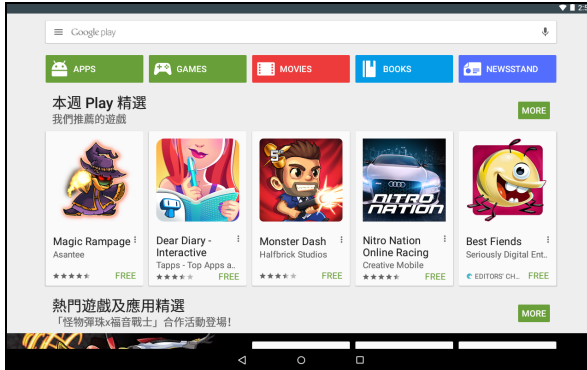 2:5
Google play
APPS
GAMES
MOVIES
BOOKS
NEWSSTAND
本週 Play 精選
我們推薦的遊戲
MORE
Magic Rampage
Asantee
FREE
Dear Diary -
Interactive
Tapps - Top Apps a..
FREE
Monster Dash
Halfbrick Studios
FREE
NITRO
NATION
Nitro Nation
Online Racing
Creative Mobile
FREE
Best Fiends
Seriously Digital Ent..
EDITORS' CH...
FREE
熱門遊戲及應用精選
「怪物彈珠x福音戰士」合作活動登場!
MORE